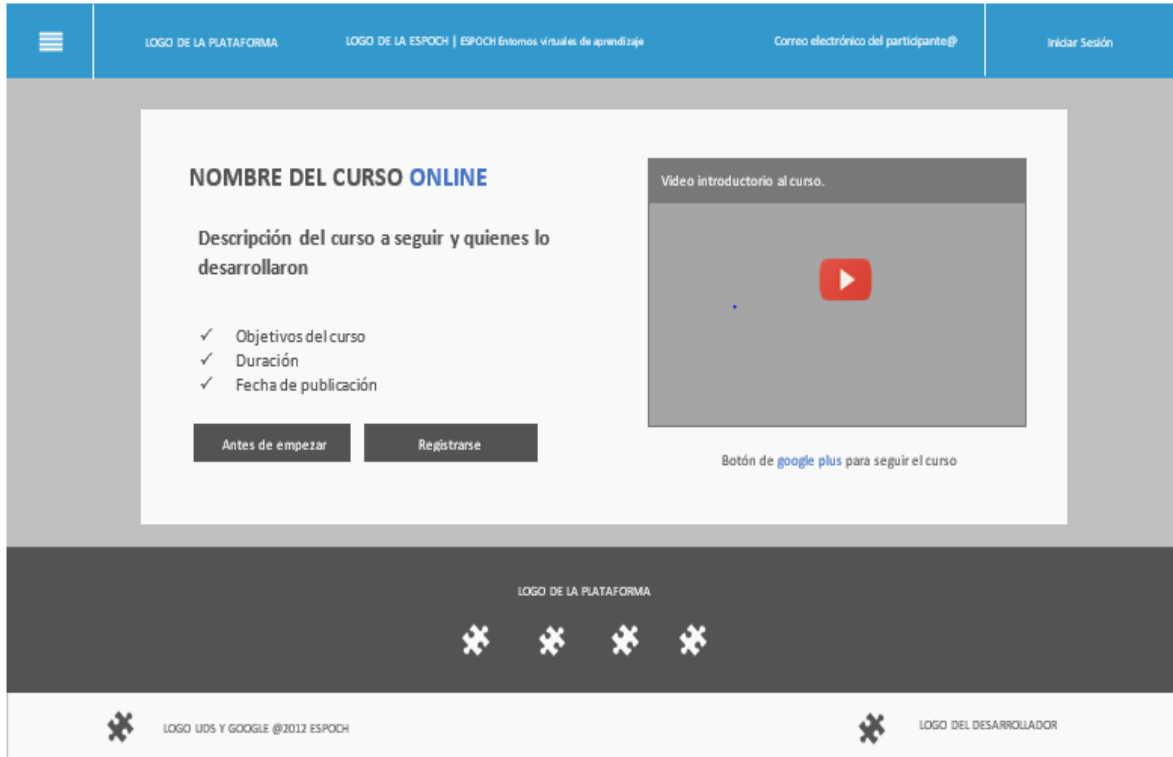 LOGO DE LA PLATAFORMA
LOGO DE LA ESPOCH | ESPOCH Entornos virtuales de aprendizaje
Correo electrónico del participante@
Iniciar Sesión
NOMBRE DEL CURSO ONLINE
Descripción del curso a seguir y quienes lo
desarrollaron
✓ Objetivos del curso
✓ Duración
✓ Fecha de publicación
Antes de empezar
Registrarse
Video introductorio al curso.
Botón de google plus para seguir el curso
LOGO DE LA PLATAFORMA
LOGO UDS Y GOOGLE @2012 ESPOCH
LOGO DEL DESARROLLADOR